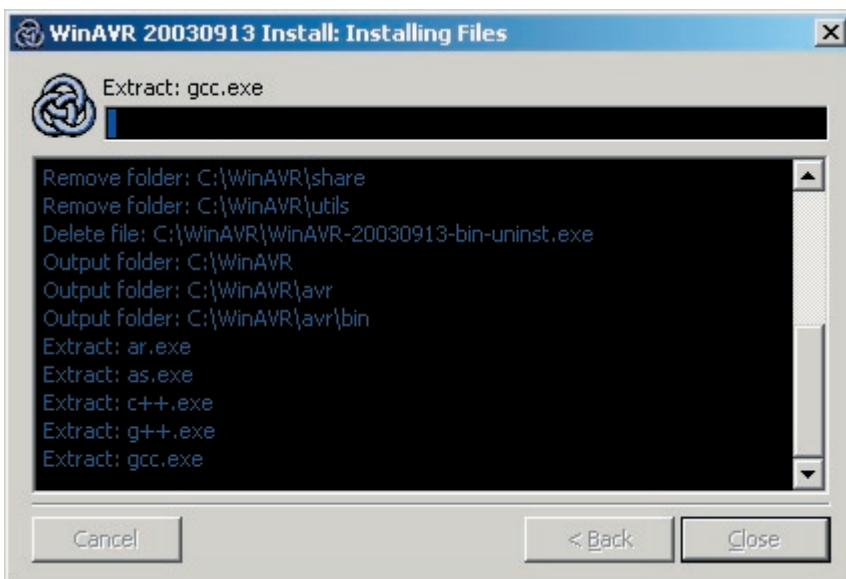 WinAVR 20030913 Install: Installing Files
Extract: gcc.exe
Remove folder: C:\WinAVR\share
Remove folder: C:\WinAVR\utils
Delete file: C:\WinAVR\WinAVR-20030913-bin-uninst.exe
Output folder: C:\WinAVR
Output folder: C:\WinAVR\avr
Output folder: C:\WinAVR\avr\bin
Extract: ar.exe
Extract: as.exe
Extract: c++.exe
Extract: g++.exe
Extract: gcc.exe
Cancel < Back Close